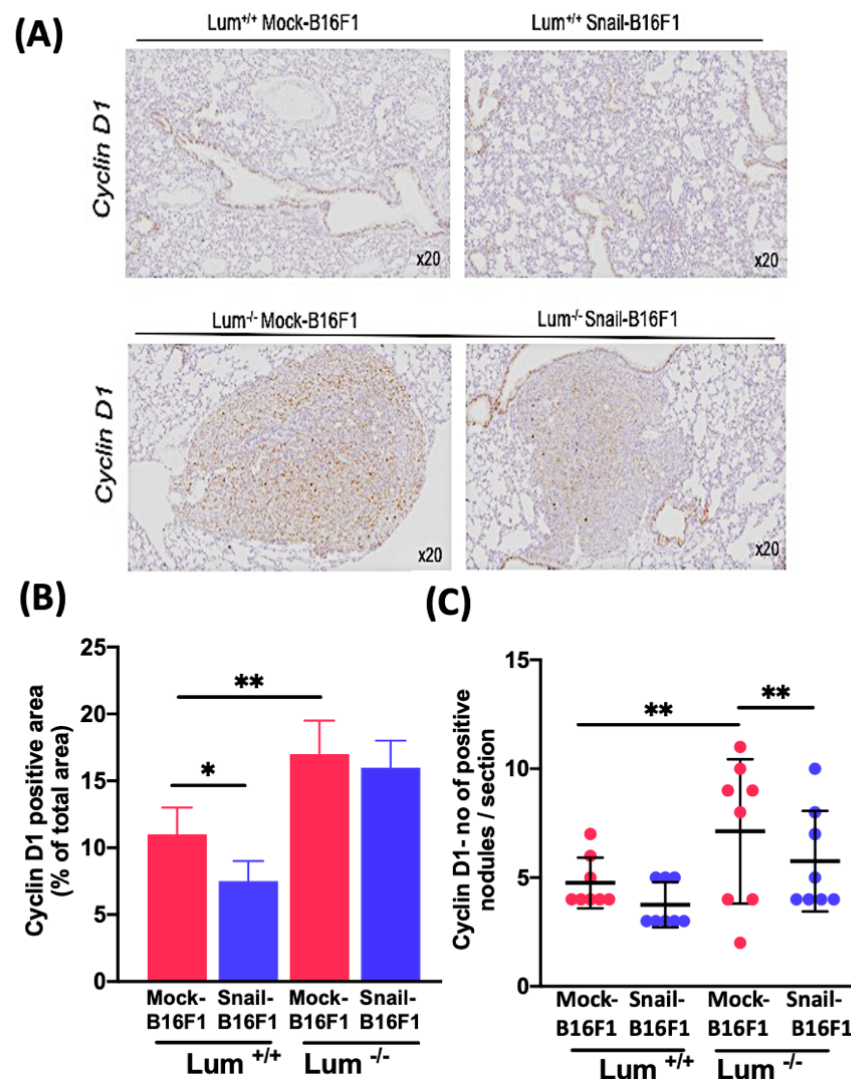 (A)
Lum+/+ Mock-B16F1
Lum+/+ Snail-B16F1
Cyclin D1
x20
x20
Lum-/- Mock-B16F1
Lum-/- Snail-B16F1
Cyclin D1
x20
x20
(B)
Cyclin D1 positive area
(% of total area)
25
20
15
10
5
0
**
*
Mock-
B16F1
Snail-
B16F1
Mock-
B16F1
Snail-
B16F1
Lum +/+
Lum -/-
(C)
Cyclin D1- no of positive
nodules / section
15
10
5
0
**
**
Mock-
B16F1
Snail-
B16F1
Mock-
B16F1
Snail-
B16F1
Lum +/+
Lum -/-